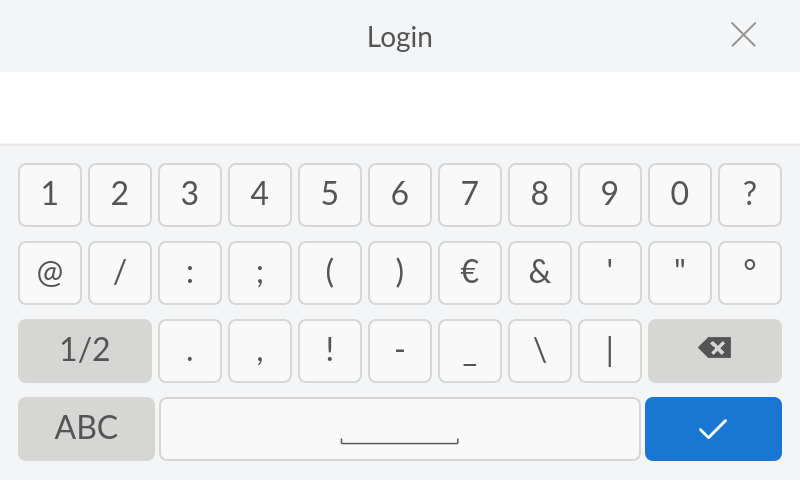 Login
1 2 3 4 5 6 7 8 9 0 ?
@ / : ; ( ) € & ' " °
1/2 . , ! - _ \ |
ABC